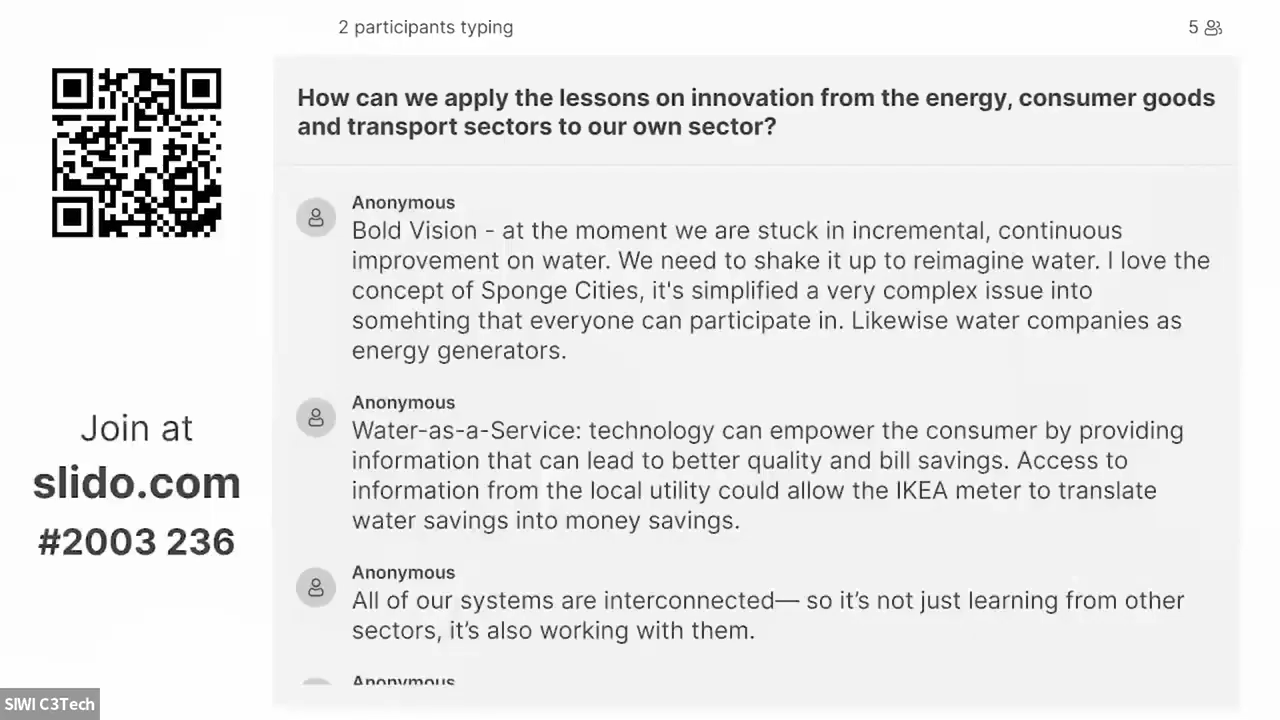 2 participants typing
5
How can we apply the lessons on innovation from the energy, consumer goods
and transport sectors to our own sector?
Anonymous
Bold Vision - at the moment we are stuck in incremental, continuous
improvement on water. We need to shake it up to reimagine water. I love the
concept of Sponge Cities, it's simplified a very complex issue into
somehting that everyone can participate in. Likewise water companies as
energy generators.
Anonymous
Water-as-a-Service: technology can empower the consumer by providing
information that can lead to better quality and bill savings. Access to
information from the local utility could allow the IKEA meter to translate
water savings into money savings.
Anonymous
All of our systems are interconnected— so it’s not just learning from other
sectors, it’s also working with them.
Anonymous
Join at
slido.com
#2003 236
SIWI C3Tech